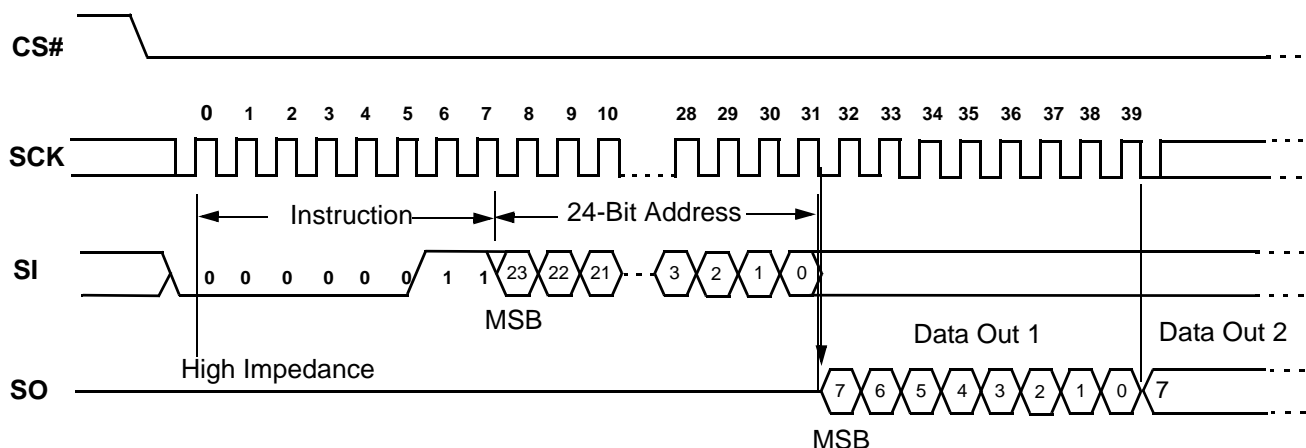 CS#
0 1 2 3 4 5 6 7 8 9 10 28 29 30 31 32 33 34 35 36 37 38 39
SCK
Instruction 24-Bit Address
SI 0 0 0 0 0 0 1 1 23 22 21 3 2 1 0
MSB
Data Out 1 Data Out 2
High Impedance
SO 7 6 5 4 3 2 1 0 7
MSB